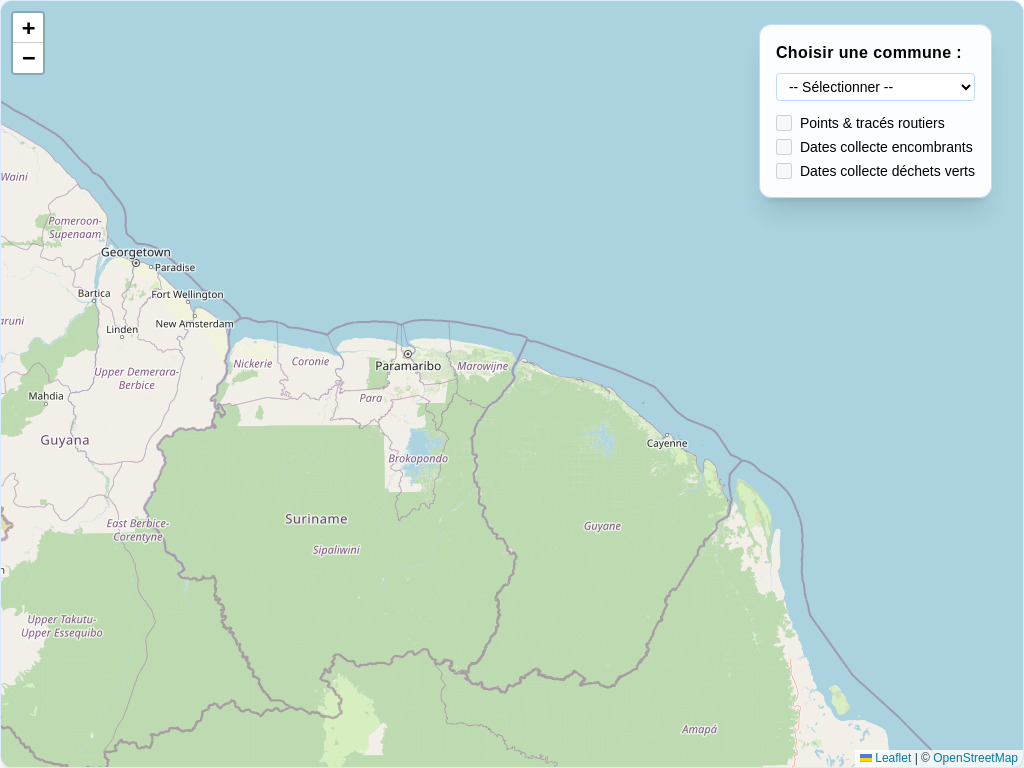 +
−
Choisir une commune :
-- Sélectionner --
Points & tracés routiers
Dates collecte encombrants
Dates collecte déchets verts
Waini
Pomeroon-
Supenaam
Georgetown
Paradise
Bartica
Fort Wellington
New Amsterdam
Linden
Upper Demerara-
Berbice
Mahdia
Guyana
East Berbice-
Corentyne
Upper Takutu-
Upper Essequibo
Nickerie
Coronie
Paramaribo
Marowijne
Para
Brokopondo
Suriname
Sipaliwini
Cayenne
Guyane
Amapá
Leaflet | © OpenStreetMap